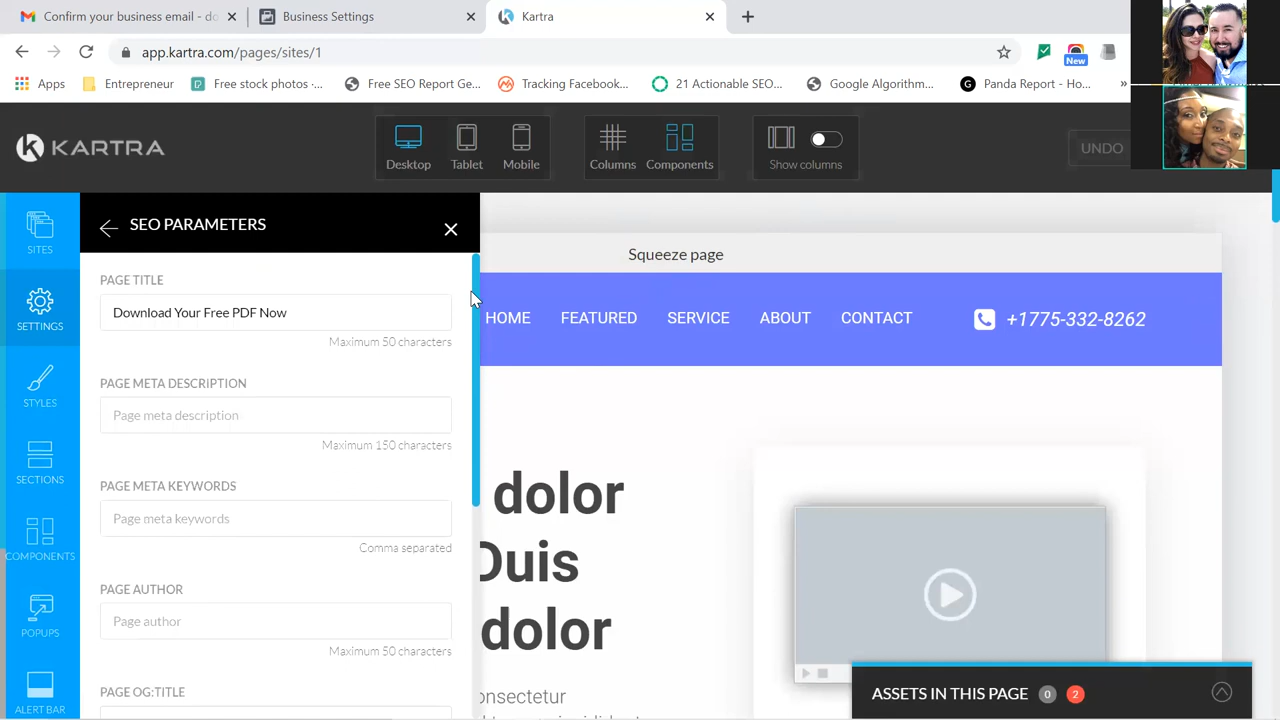 Confirm your business email - do
Business Settings
Kartra
app.kartra.com/pages/sites/1
New
Apps
Entrepreneur
Free stock photos ·...
Free SEO Report C...
ng Facebook...
21 Actionable SEO...
Google Algorithm...
Panda Report - Ho...
»
KARTRA
Desktop
Tablet
Mobile
Columns
Components
Show columns
UNDO
SITES
SETTINGS
STYLES
SECTIONS
COMPONENTS
POPUPS
ALERT BAR
SEO PARAMETERS
PAGE TITLE
Download Your Free PDF Now
Maximum 50 characters
PAGE META DESCRIPTION
Page meta description
Maximum 150 characters
PAGE META KEYWORDS
Page meta keywords
Comma separated
PAGE AUTHOR
Page author
Maximum 50 characters
PAGE OG:TITLE
Squeeze page
HOME
FEATURED
SERVICE
ABOUT
CONTACT
+1775-332-8262
dolor
Duis
dolor
onsectetur
ASSETS IN THIS PAGE 0 2